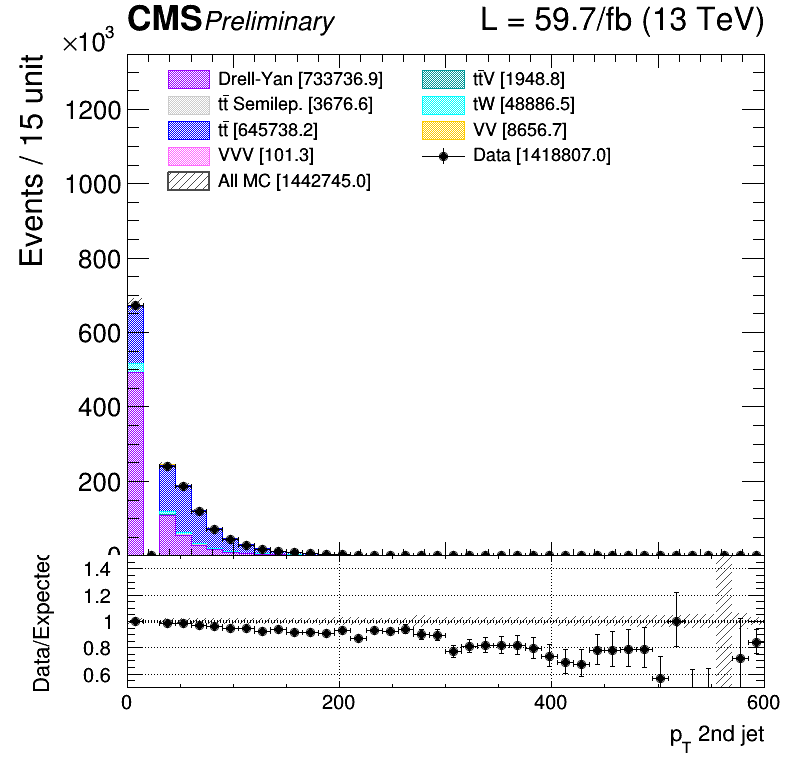 CMS Preliminary L = 59.7/fb (13 TeV)
×10³
Events / 15 unit
Drell-Yan [733736.9]
tt̄ Semilep. [3676.6]
tt̄ [645738.2]
VVV [101.3]
All MC [1442745.0]
tt̄V [1948.8]
tW [48886.5]
VV [8656.7]
Data [1418807.0]
1200
1000
800
600
400
200
0
Data/Expected
1.4
1.2
1
0.8
0.6
0 200 400 600
p_T 2nd jet